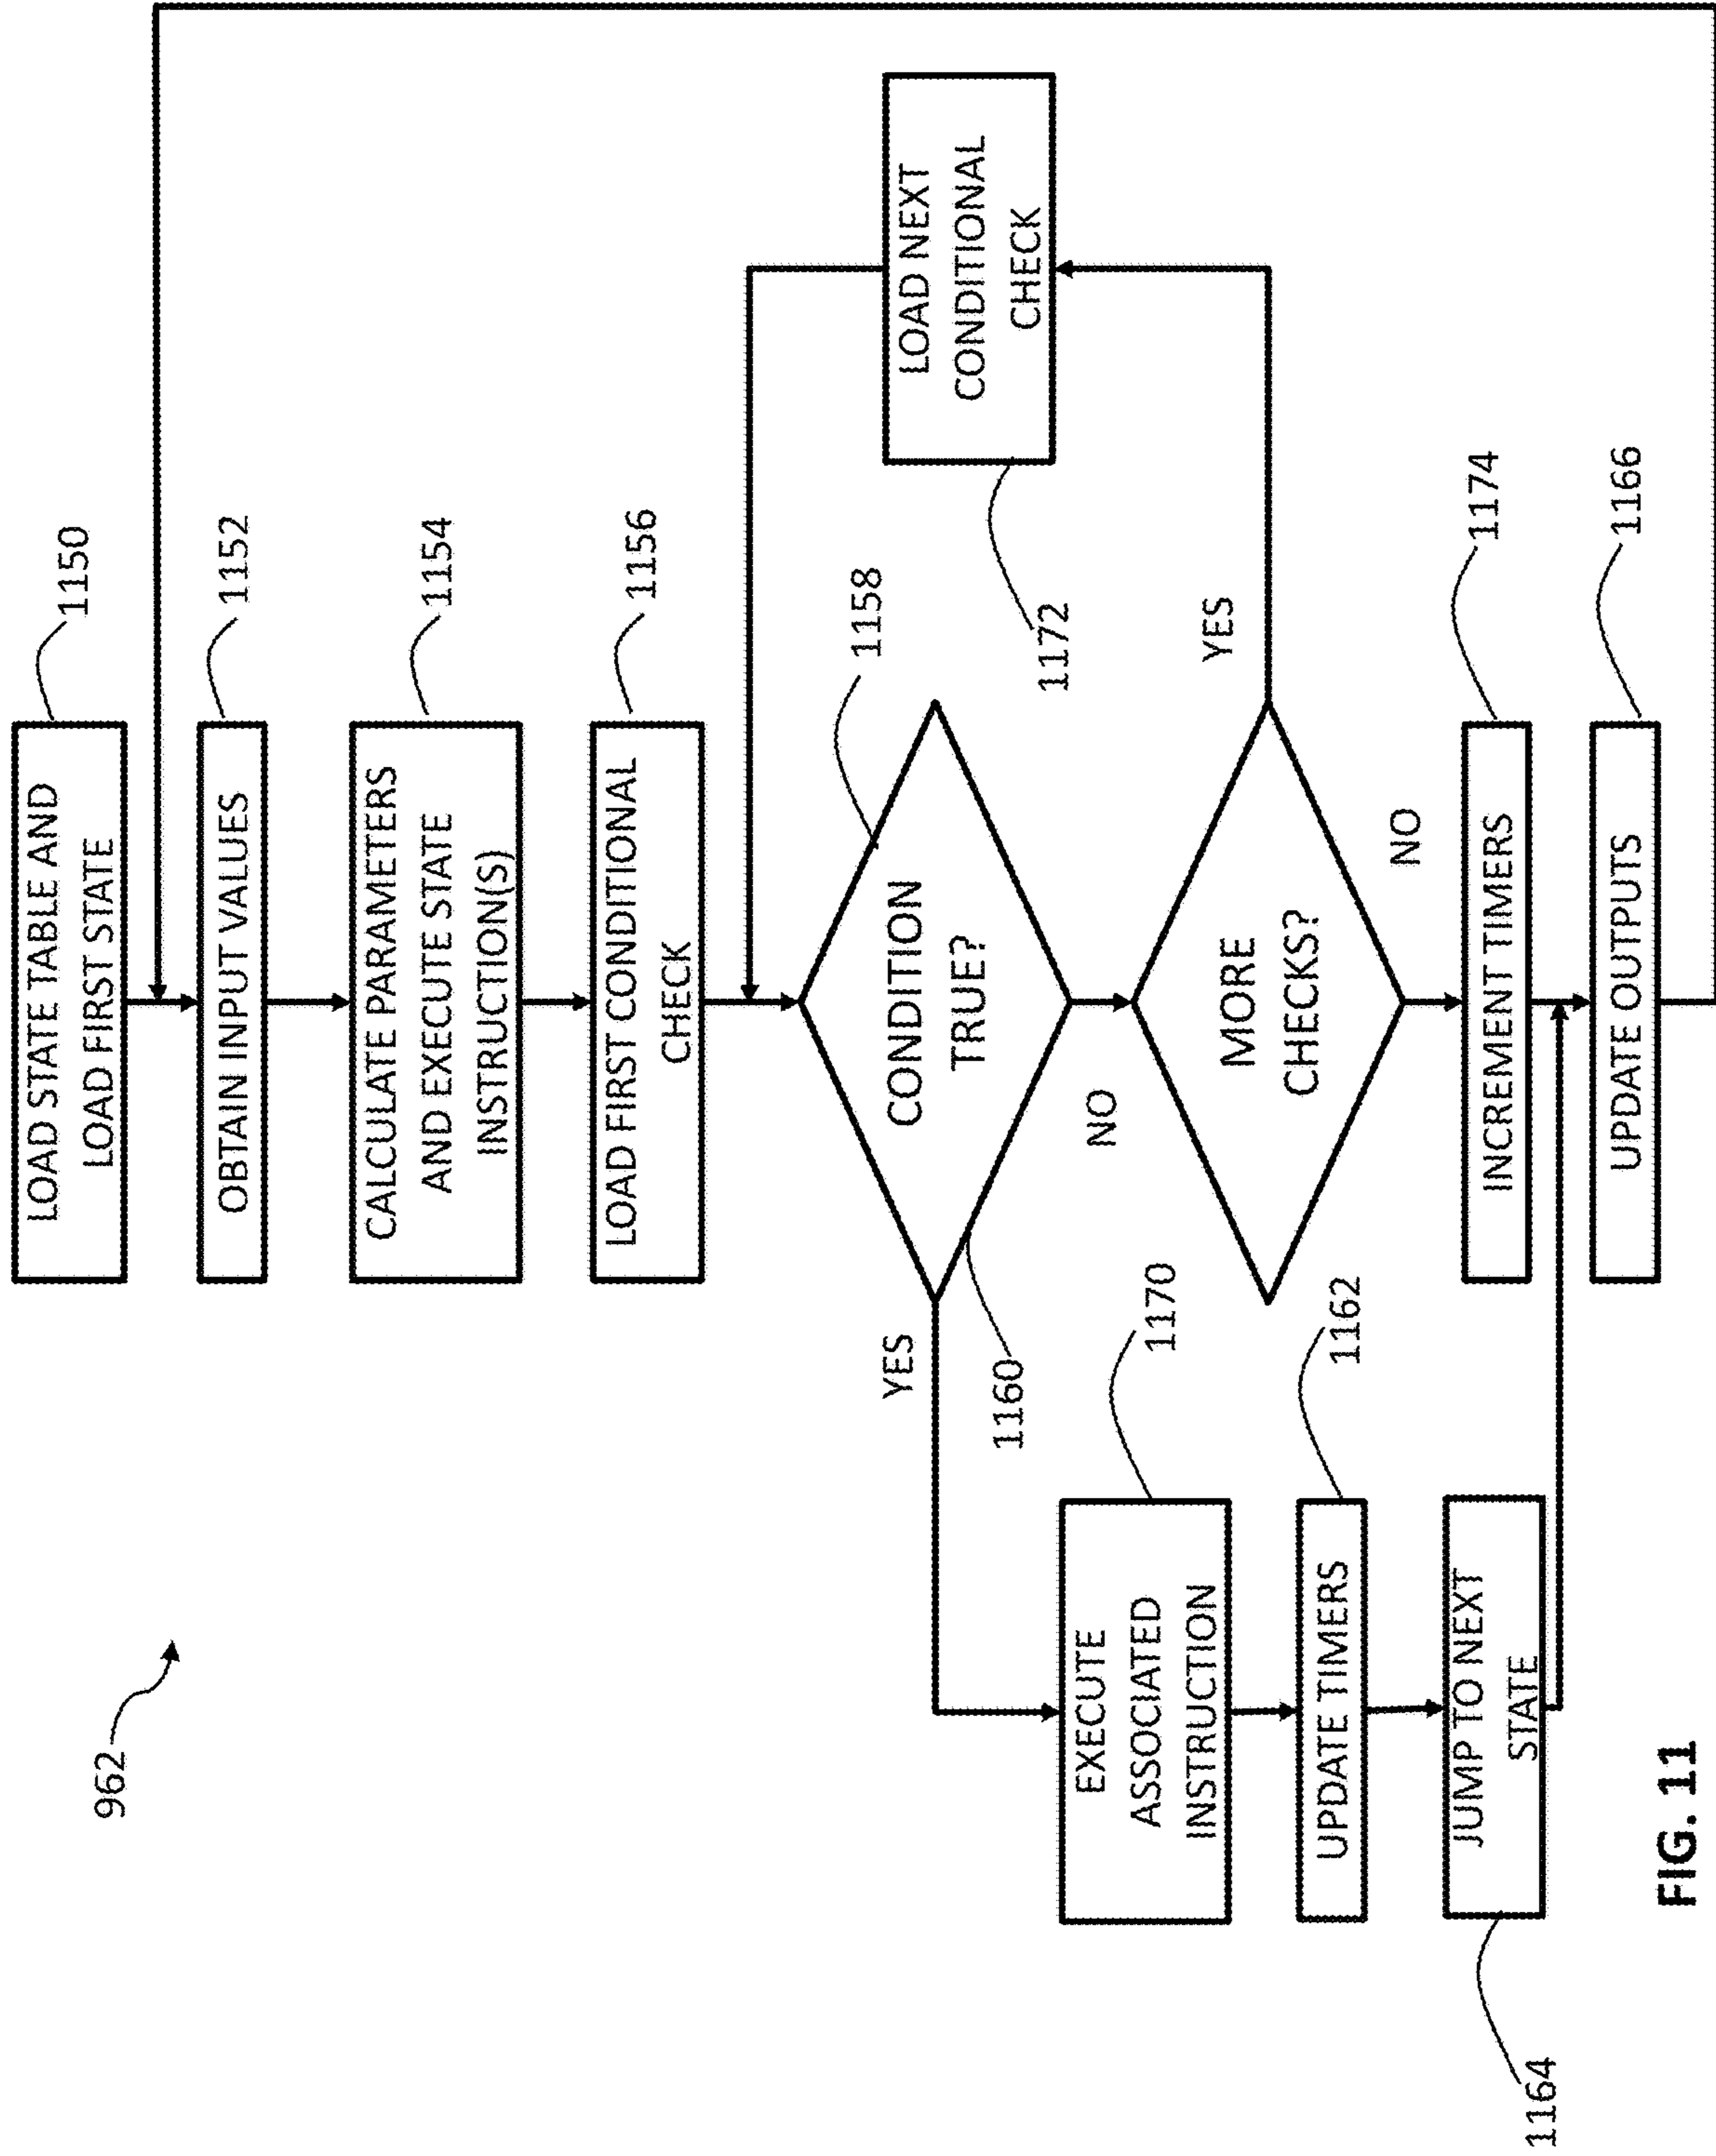 962
LOAD STATE TABLE AND
LOAD FIRST STATE
1150
OBTAIN INPUT VALUES
1152
CALCULATE PARAMETERS
AND EXECUTE STATE
INSTRUCTION(S)
1154
LOAD FIRST CONDITIONAL
CHECK
1156
CONDITION
TRUE?
1158
YES
1160
NO
LOAD NEXT
CONDITIONAL
CHECK
1172
EXECUTE
ASSOCIATED
INSTRUCTION
1170
MORE
CHECKS?
YES
NO
UPDATE TIMERS
1162
JUMP TO NEXT
STATE
1164
INCREMENT TIMERS
1174
UPDATE OUTPUTS
1166
FIG. 11